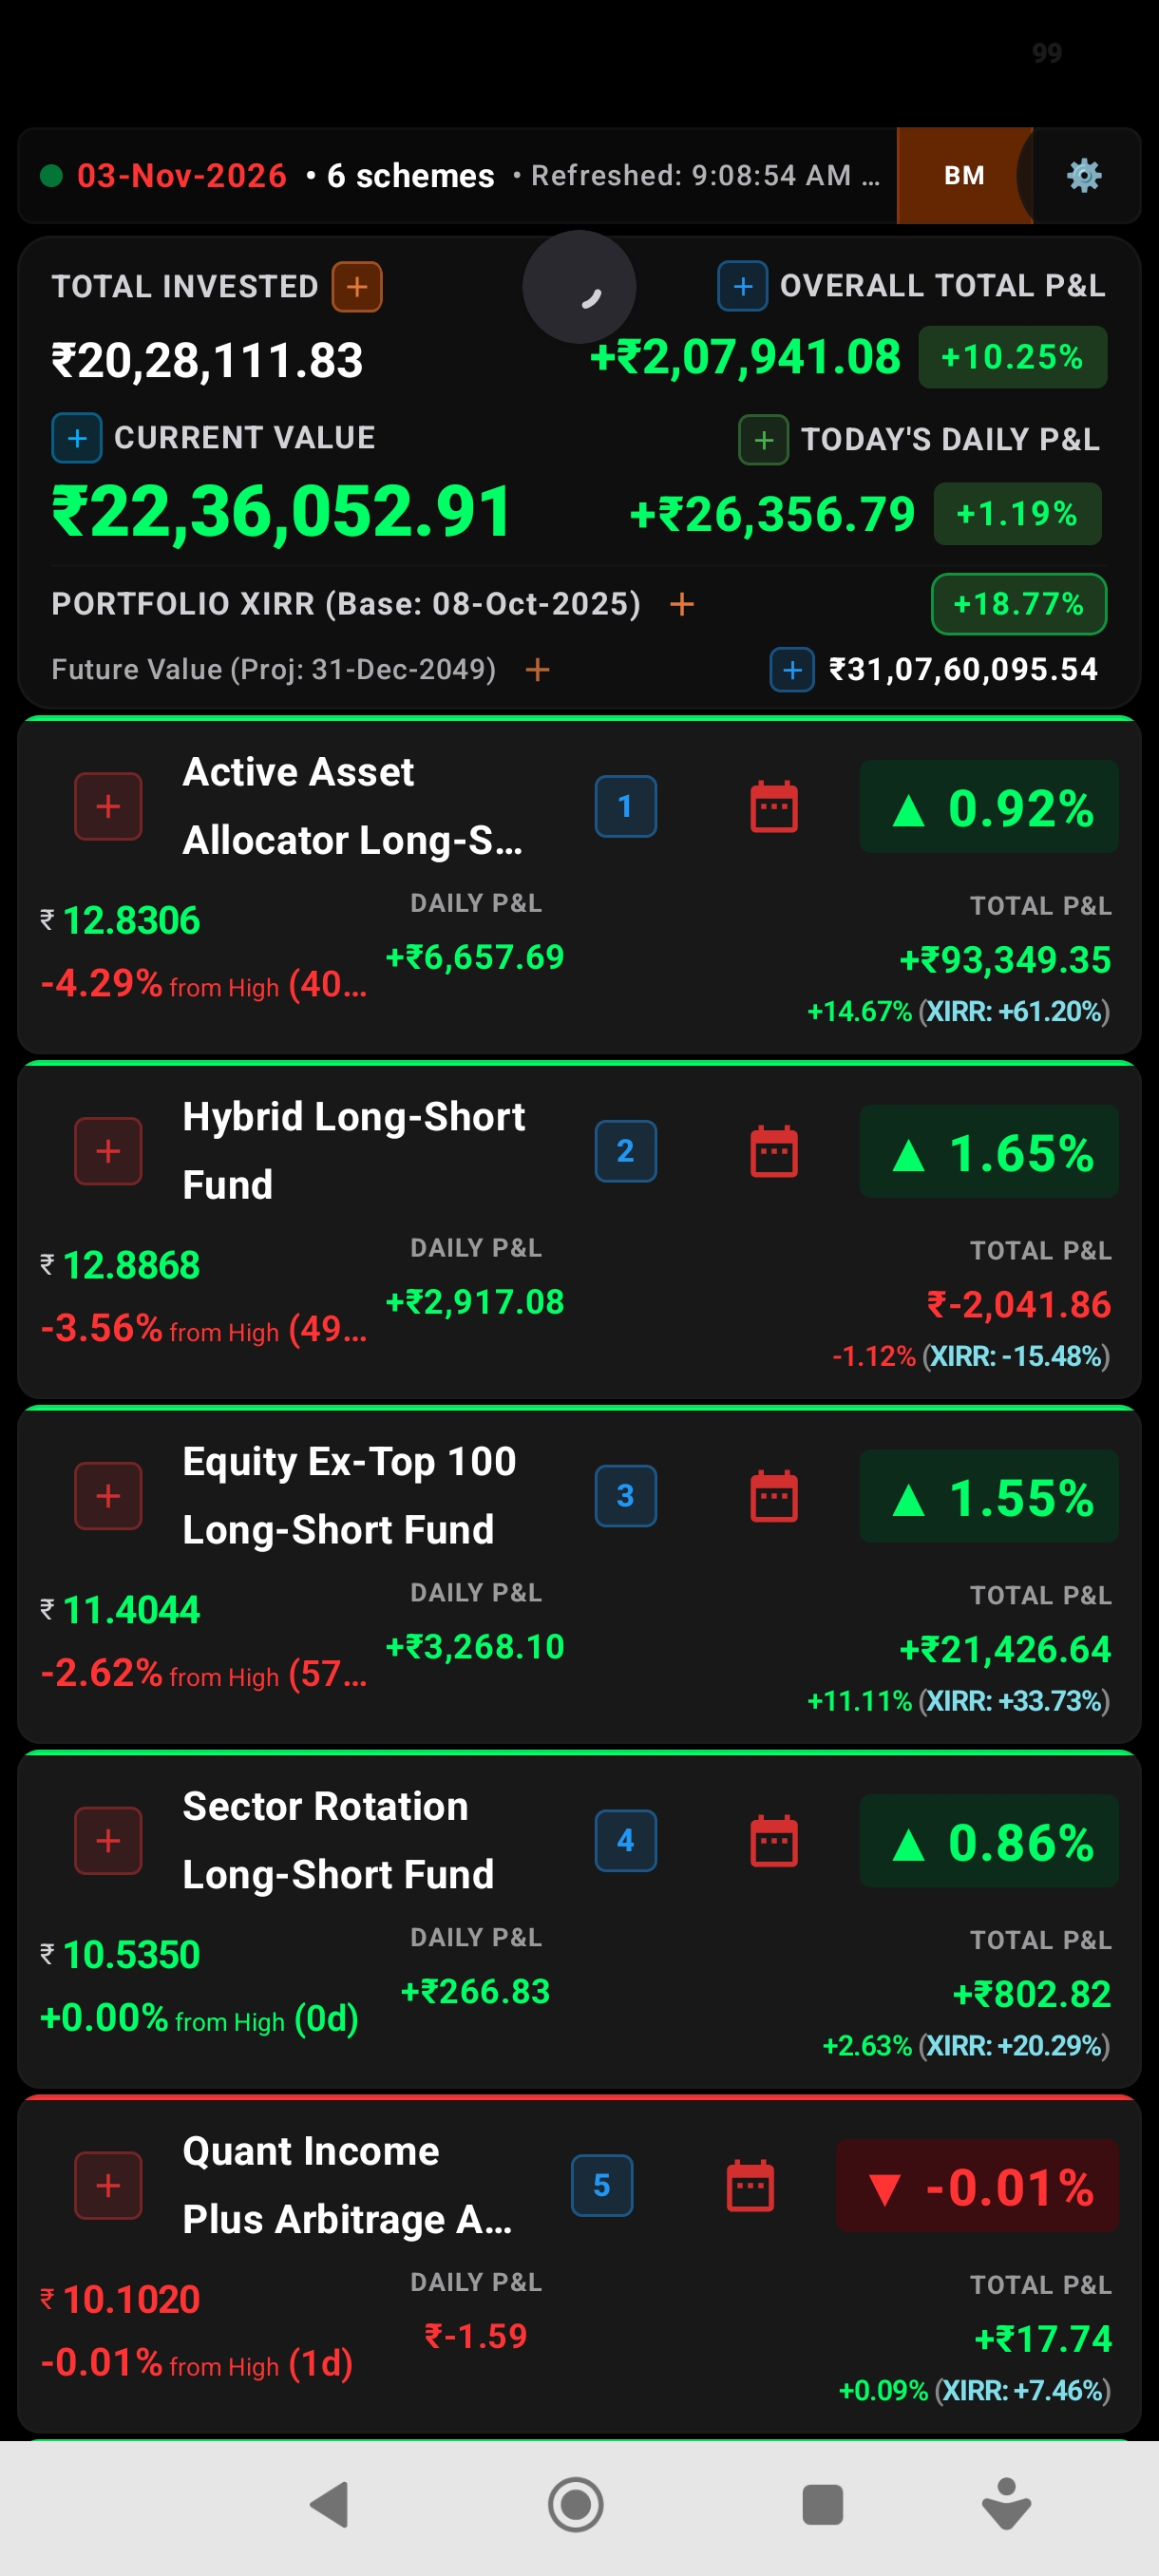 99
03-Nov-2026 • 6 schemes • Refreshed: 9:08:54 AM ... BM
TOTAL INVESTED + + OVERALL TOTAL P&L
₹20,28,111.83 +₹2,07,941.08 +10.25%
+ CURRENT VALUE + TODAY'S DAILY P&L
₹22,36,052.91 +₹26,356.79 +1.19%
PORTFOLIO XIRR (Base: 08-Oct-2025) + +18.77%
Future Value (Proj: 31-Dec-2049) + + ₹31,07,60,095.54
+ Active Asset
Allocator Long-S... 1 ▲ 0.92%
₹ 12.8306 DAILY P&L TOTAL P&L
-4.29% from High (40... +₹6,657.69 +₹93,349.35
+14.67% (XIRR: +61.20%)
+ Hybrid Long-Short
Fund 2 ▲ 1.65%
₹ 12.8868 DAILY P&L TOTAL P&L
-3.56% from High (49... +₹2,917.08 ₹-2,041.86
-1.12% (XIRR: -15.48%)
+ Equity Ex-Top 100
Long-Short Fund 3 ▲ 1.55%
₹ 11.4044 DAILY P&L TOTAL P&L
-2.62% from High (57... +₹3,268.10 +₹21,426.64
+11.11% (XIRR: +33.73%)
+ Sector Rotation
Long-Short Fund 4 ▲ 0.86%
₹ 10.5350 DAILY P&L TOTAL P&L
+0.00% from High (0d) +₹266.83 +₹802.82
+2.63% (XIRR: +20.29%)
+ Quant Income
Plus Arbitrage A... 5 ▼ -0.01%
₹ 10.1020 DAILY P&L TOTAL P&L
-0.01% from High (1d) ₹-1.59 +₹17.74
+0.09% (XIRR: +7.46%)